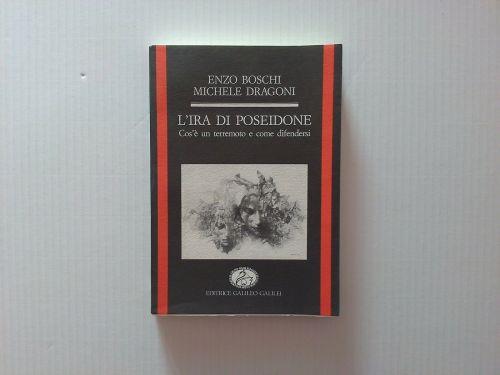 ENZO BOSCHI
MICHELE DRAGONI
L'IRA DI POSEIDONE
Cos'è un terremoto e come difendersi
EDITRICE GALILEO GALILEI